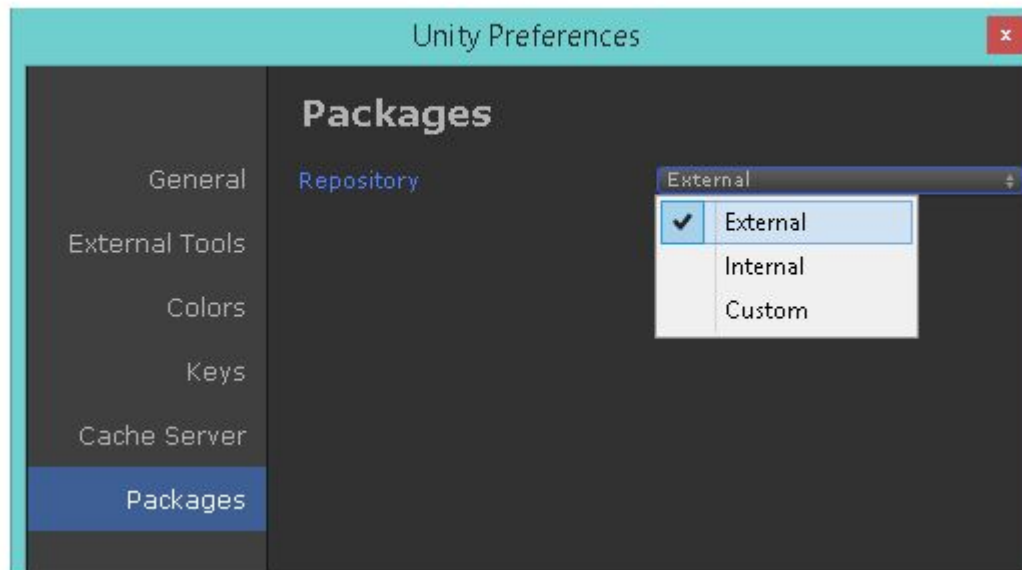 Unity Preferences
x
Packages
General
External Tools
Colors
Keys
Cache Server
Packages
Repository
External
External
Internal
Custom